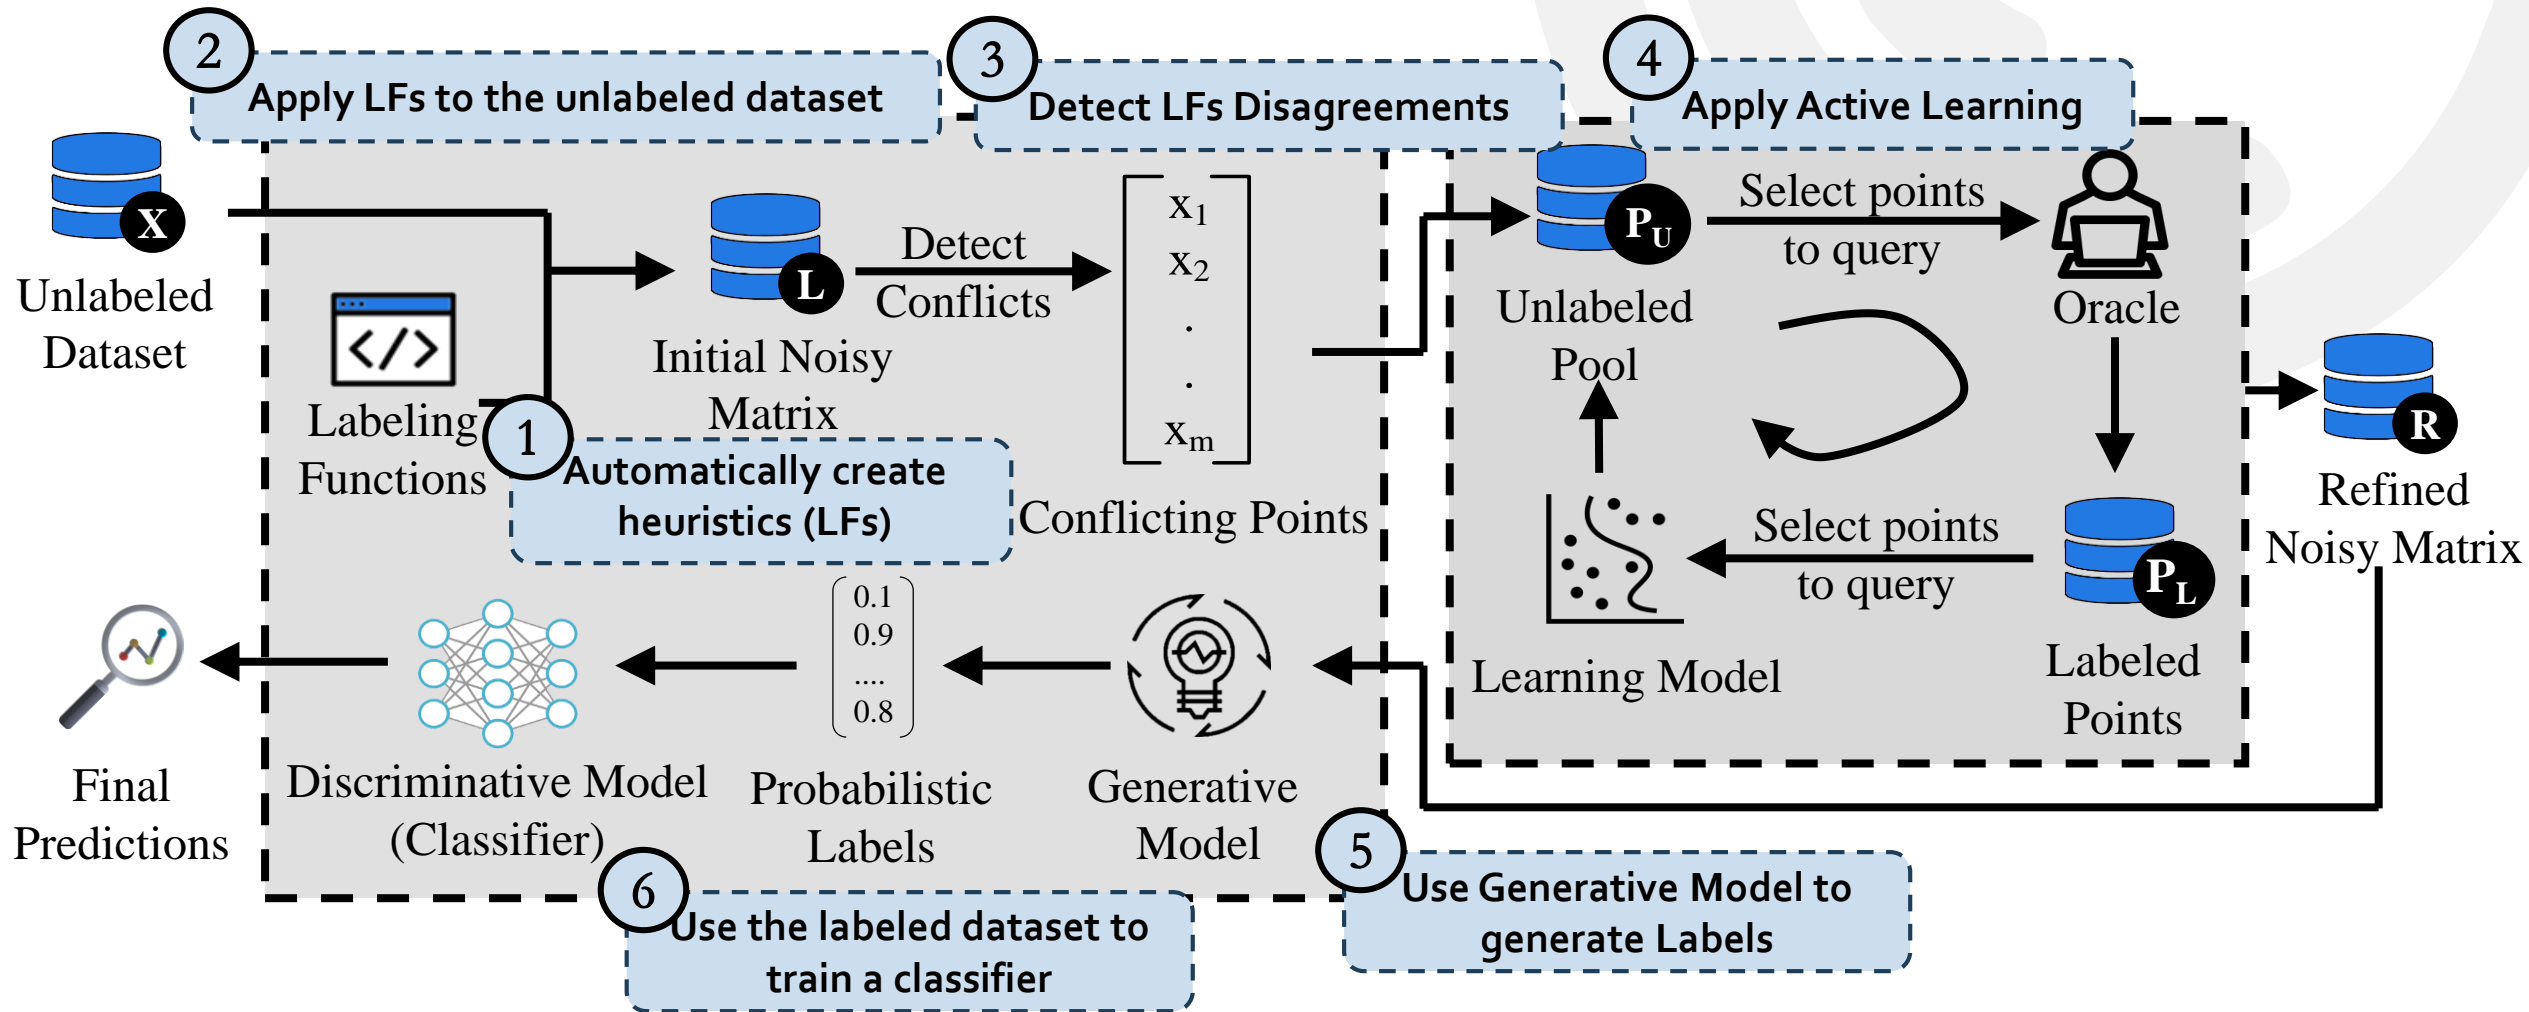 2
Apply LFs to the unlabeled dataset
3
Detect LFs Disagreements
4
Apply Active Learning
X
Unlabeled
Dataset
</>
Labeling
Functions
1
Automatically create
heuristics (LFs)
L
Initial Noisy
Matrix
Detect
Conflicts
x1
x2
.
.
xm
Conflicting Points
PU
Unlabeled
Pool
Select points
to query
Oracle
PL
Labeled
Points
Select points
to query
Learning Model
R
Refined
Noisy Matrix
5
Use Generative Model to
generate Labels
Generative
Model
0.1
0.9
....
0.8
Probabilistic
Labels
6
Use the labeled dataset to
train a classifier
Discriminative Model
(Classifier)
Final
Predictions